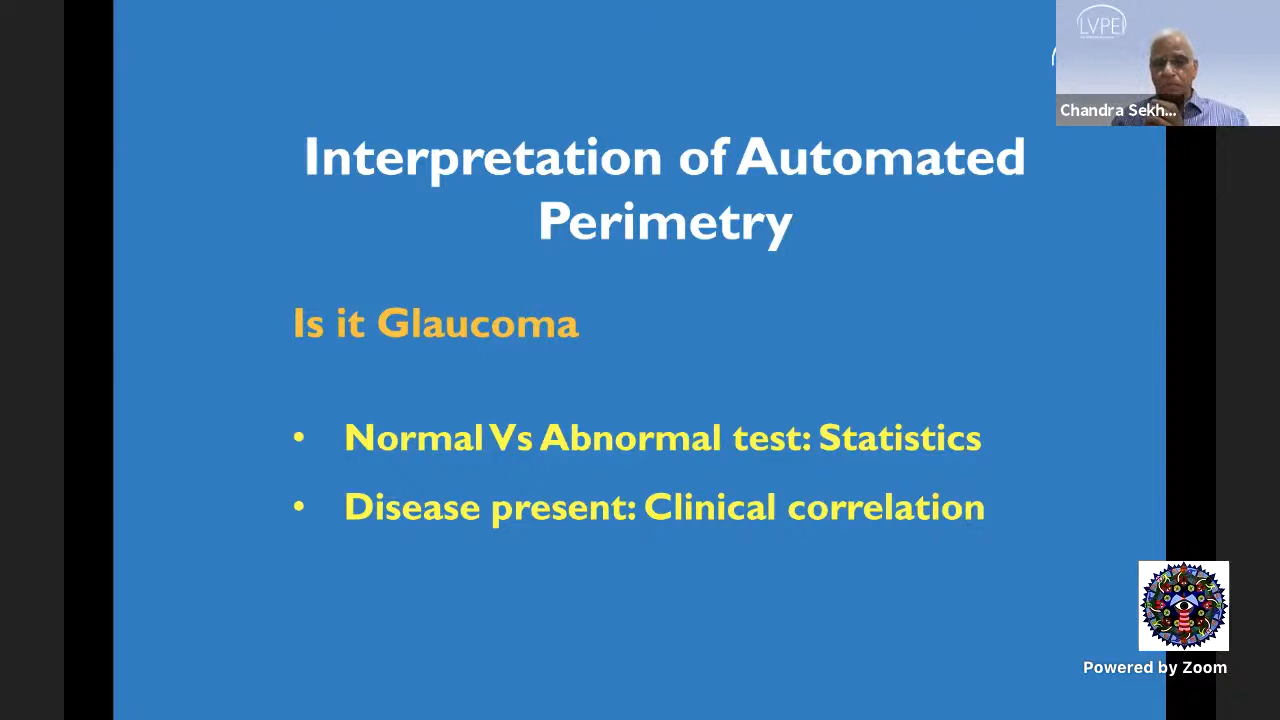 LVPEI
Chandra Sekh...
Interpretation of Automated
Perimetry
Is it Glaucoma
• Normal Vs Abnormal test: Statistics
• Disease present: Clinical correlation
Powered by Zoom